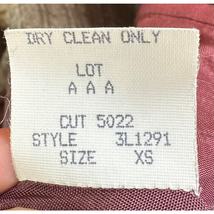 DRY CLEAN ONLY
LOT
A A A
CUT 5022
STYLE 3L1291
SIZE XS